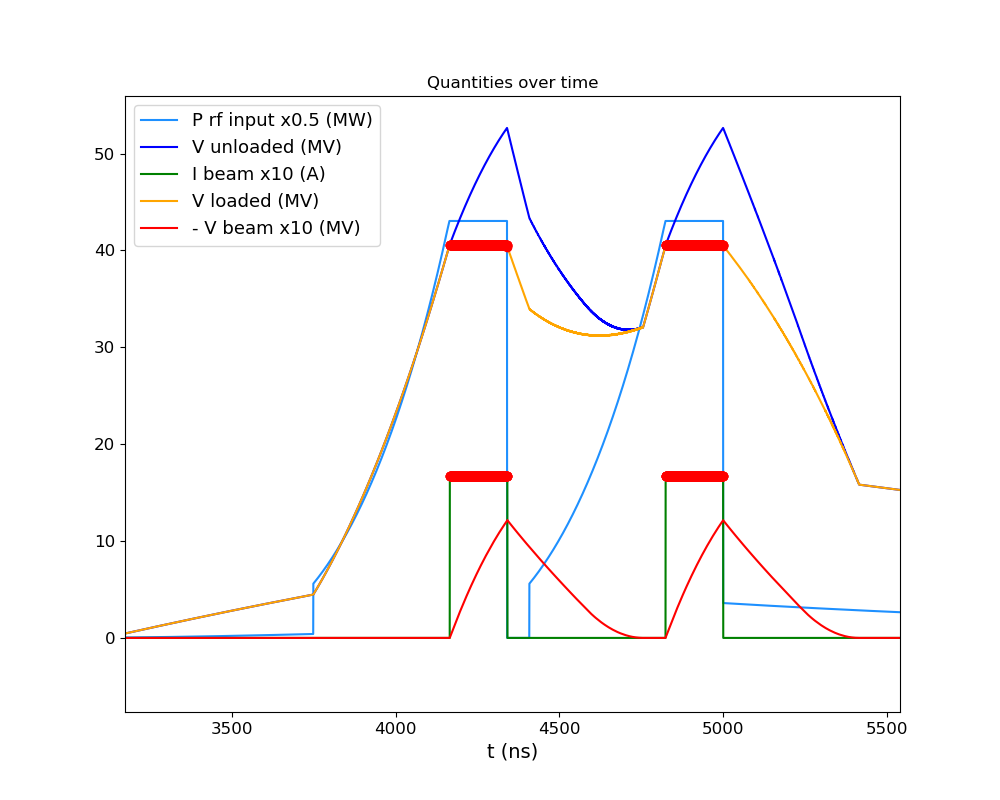 Quantities over time
P rf input x0.5 (MW)
V unloaded (MV)
I beam x10 (A)
V loaded (MV)
- V beam x10 (MV)
50
40
30
20
10
0
3500 4000 4500 5000 5500
t (ns)